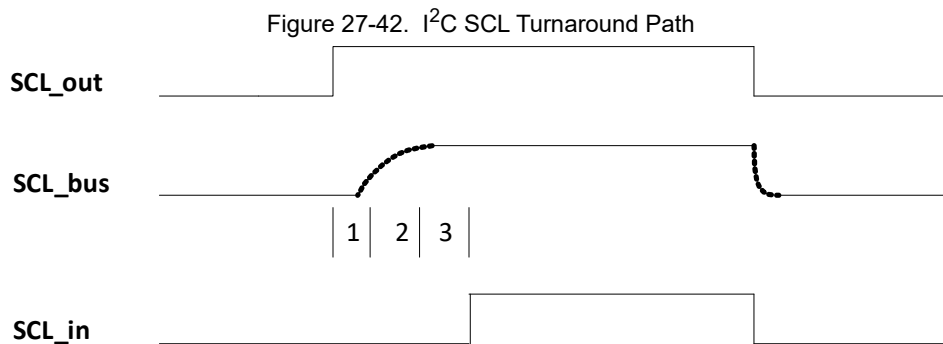 Figure 27-42. I²C SCL Turnaround Path
SCL_out
SCL_bus
1 2 3
SCL_in